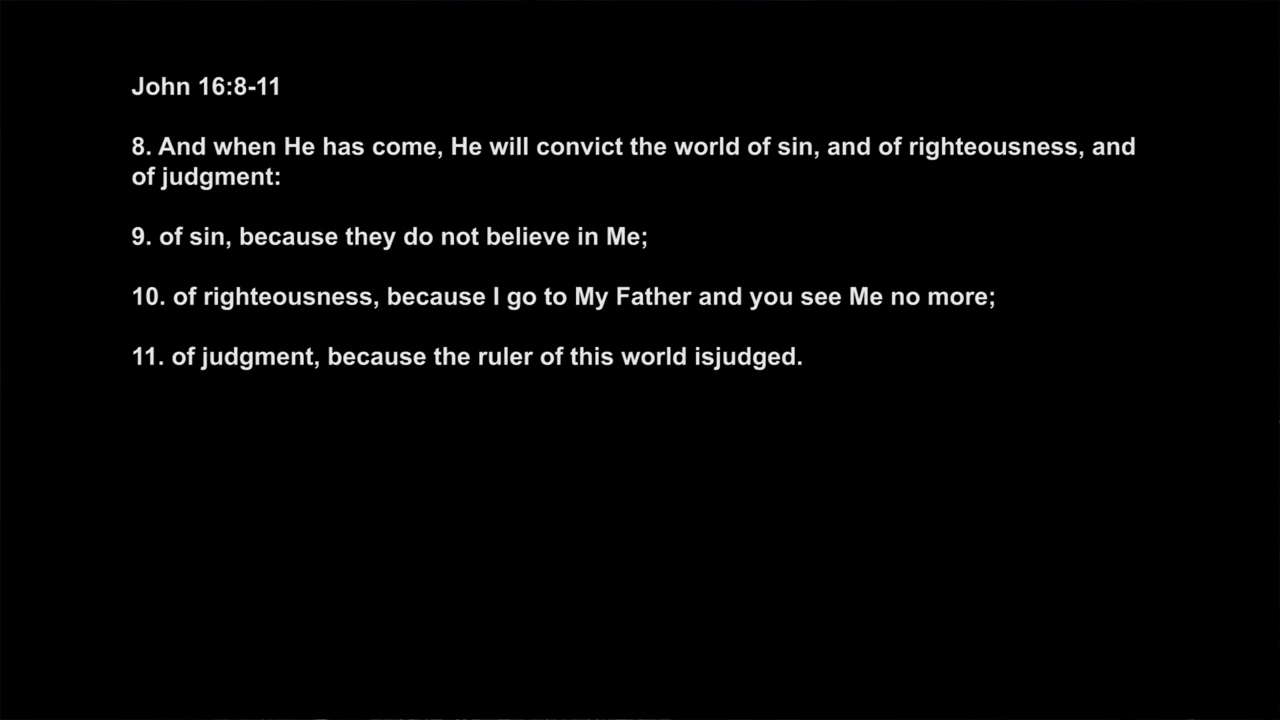 John 16:8-11
8. And when He has come, He will convict the world of sin, and of righteousness, and
of judgment:
9. of sin, because they do not believe in Me;
10. of righteousness, because I go to My Father and you see Me no more;
11. of judgment, because the ruler of this world isjudged.